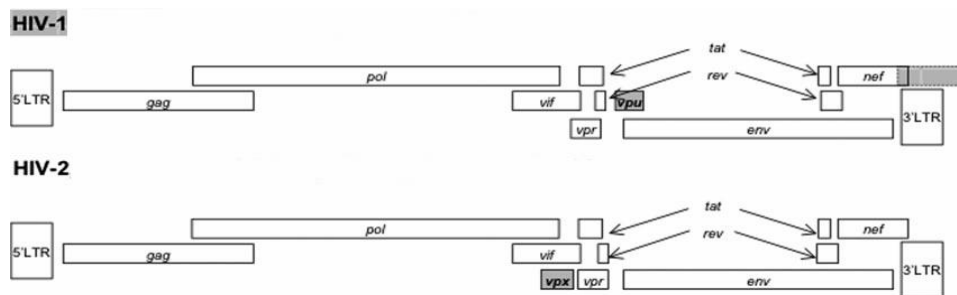 HIV-1
tat
pol
nef
5'LTR
rev
gag
vif
vpu
3'LTR
vpr
env
HIV-2
tat
pol
nef
5'LTR
rev
gag
vif
3'LTR
vpx
vpr
env